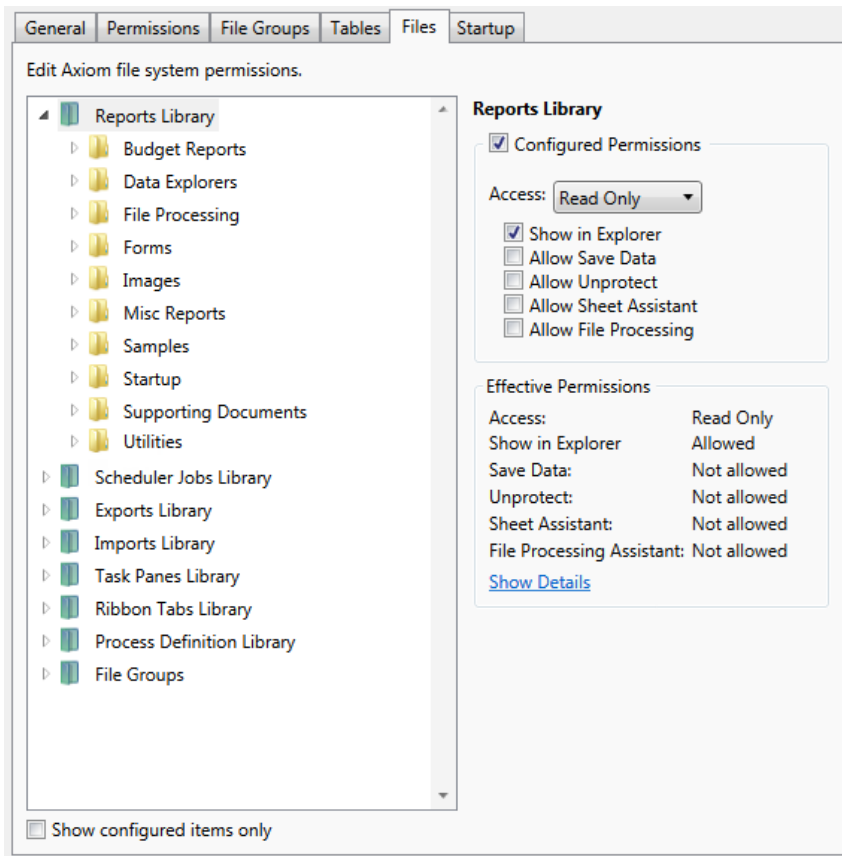 General Permissions File Groups Tables Files Startup
Edit Axiom file system permissions.
Reports Library
Budget Reports
Data Explorers
File Processing
Forms
Images
Misc Reports
Samples
Startup
Supporting Documents
Utilities
Scheduler Jobs Library
Exports Library
Imports Library
Task Panes Library
Ribbon Tabs Library
Process Definition Library
File Groups
Show configured items only
Reports Library
Configured Permissions
Access: Read Only
Show in Explorer
Allow Save Data
Allow Unprotect
Allow Sheet Assistant
Allow File Processing
Effective Permissions
Access: Read Only
Show in Explorer Allowed
Save Data: Not allowed
Unprotect: Not allowed
Sheet Assistant: Not allowed
File Processing Assistant: Not allowed
Show Details